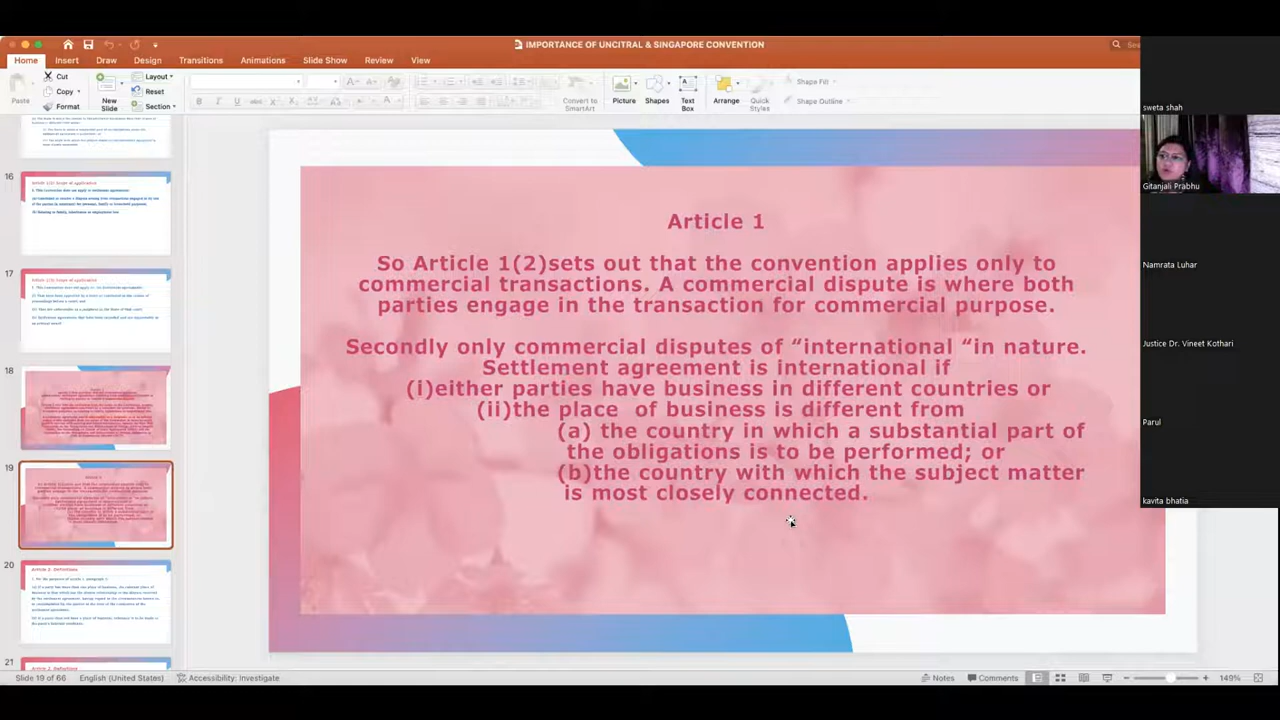 IMPORTANCE OF UNCITRAL & SINGAPORE CONVENTION
Home Insert Draw Design Transitions Animations Slide Show Review View
Paste
Cut
Copy
Format
New Slide
Layout
Reset
Section
Convert to SmartArt
Picture
Shapes
Text Box
Arrange
Quick Styles
Shape Fill
Shape Outline
16
17
18
19
20
Article 2. Definitions
21
Article 2. Definitions
Article 1
So Article 1(2)sets out that the convention applies only to
commercial transactions. A comercial dispute is where both
parties engage in the transaction for commercial purpose.
Secondly only commercial disputes of “international “in nature.
Settlement agreement is international if
(i)either parties have business in different countries or
(ii)the place of business is different from
(a) the country in which a substantial part of
the obligations is to be performed; or
(b)the country with which the subject matter
is most closely connected.
sweta shah
Gitanjali Prabhu
Namrata Luhar
Justice Dr. Vineet Kothari
Parul
kavita bhatia
Slide 19 of 66
English (United States)
Accessibility: Investigate
Notes
Comments
149%